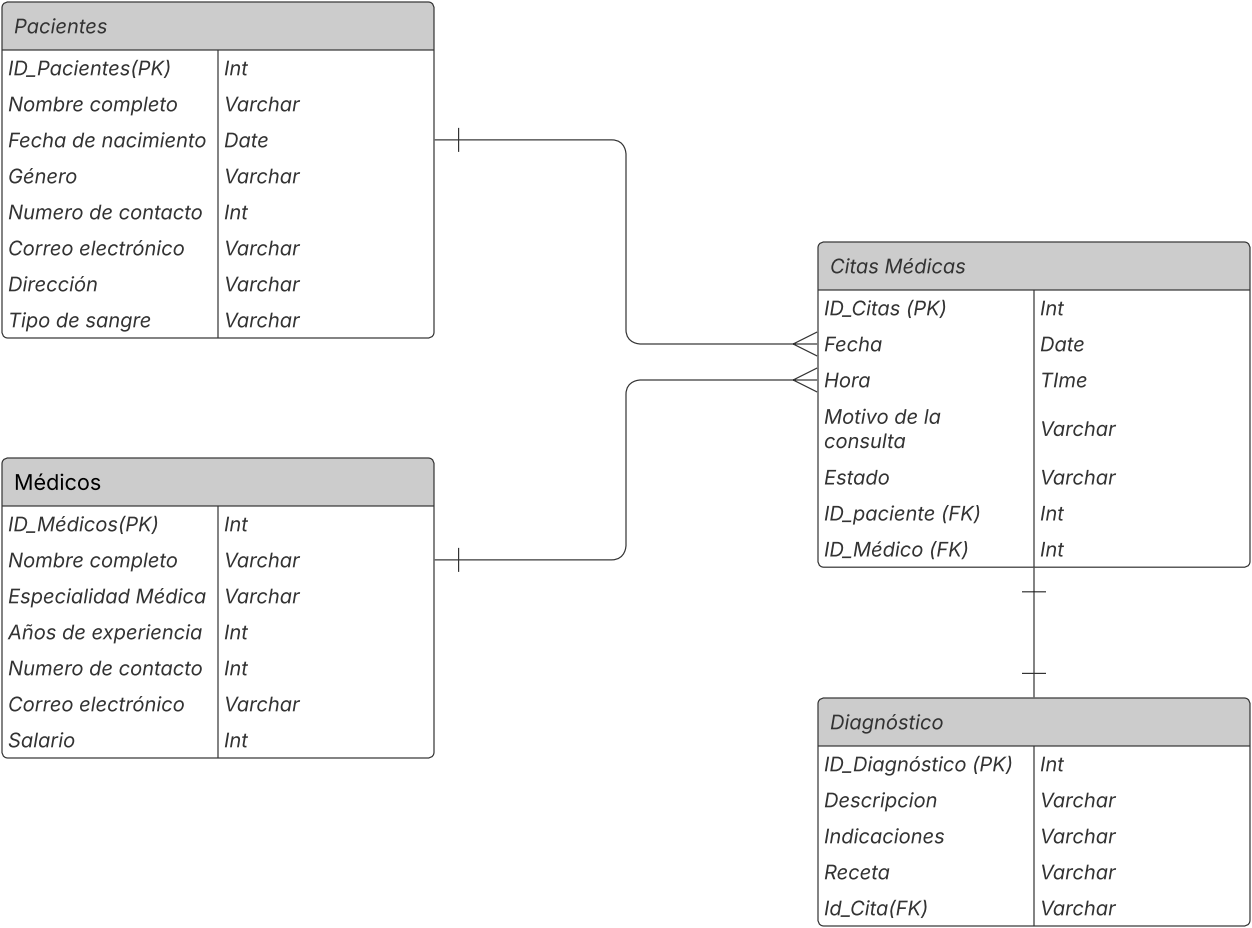 Pacientes
ID_Pacientes(PK) Int
Nombre completo Varchar
Fecha de nacimiento Date
Género Varchar
Numero de contacto Int
Correo electrónico Varchar
Dirección Varchar
Tipo de sangre Varchar
Médicos
ID_Médicos(PK) Int
Nombre completo Varchar
Especialidad Médica Varchar
Años de experiencia Int
Numero de contacto Int
Correo electrónico Varchar
Salario Int
Citas Médicas
ID_Citas (PK) Int
Fecha Date
Hora TIme
Motivo de la
consulta Varchar
Estado Varchar
ID_paciente (FK) Int
ID_Médico (FK) Int
Diagnóstico
ID_Diagnóstico (PK) Int
Descripcion Varchar
Indicaciones Varchar
Receta Varchar
Id_Cita(FK) Varchar